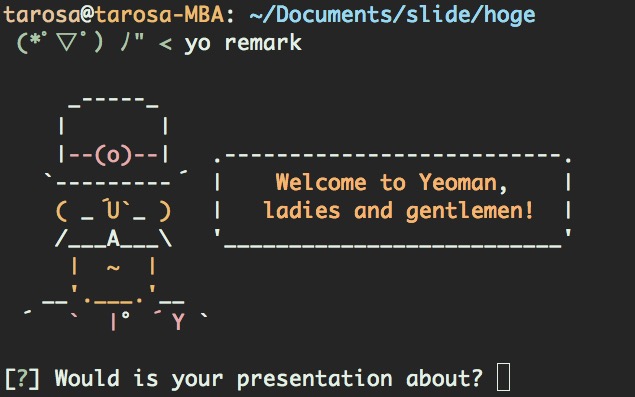 tarosa@tarosa-MBA: ~/Documents/slide/hoge
(*ﾟ▽ﾟ) ﾉ" < yo remark
     _-----_
    |       |
    |--(o)--|   .--------------------------.
   `---------´  |    Welcome to Yeoman,    |
    ( _´U`_ )   |   ladies and gentlemen!  |
    /___A___\   '__________________________'
     |  ~  |
   __'.___.'__
 ´   `  |° ´ Y `
[?] Would is your presentation about?